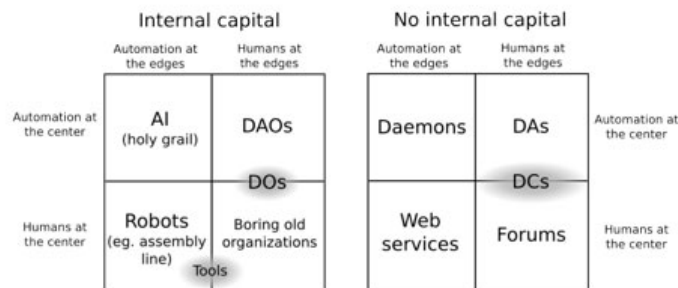 Internal capital
No internal capital
Automation at
the edges
Humans at
the edges
Automation at
the edges
Humans at
the edges
Automation at
the center
AI
(holy grail)
DAOs
Daemons
DAs
Automation at
the center
DOs
DCs
Humans at
the center
Robots
(eg. assembly
line)
Boring old
organizations
Web
services
Forums
Humans at
the center
Tools